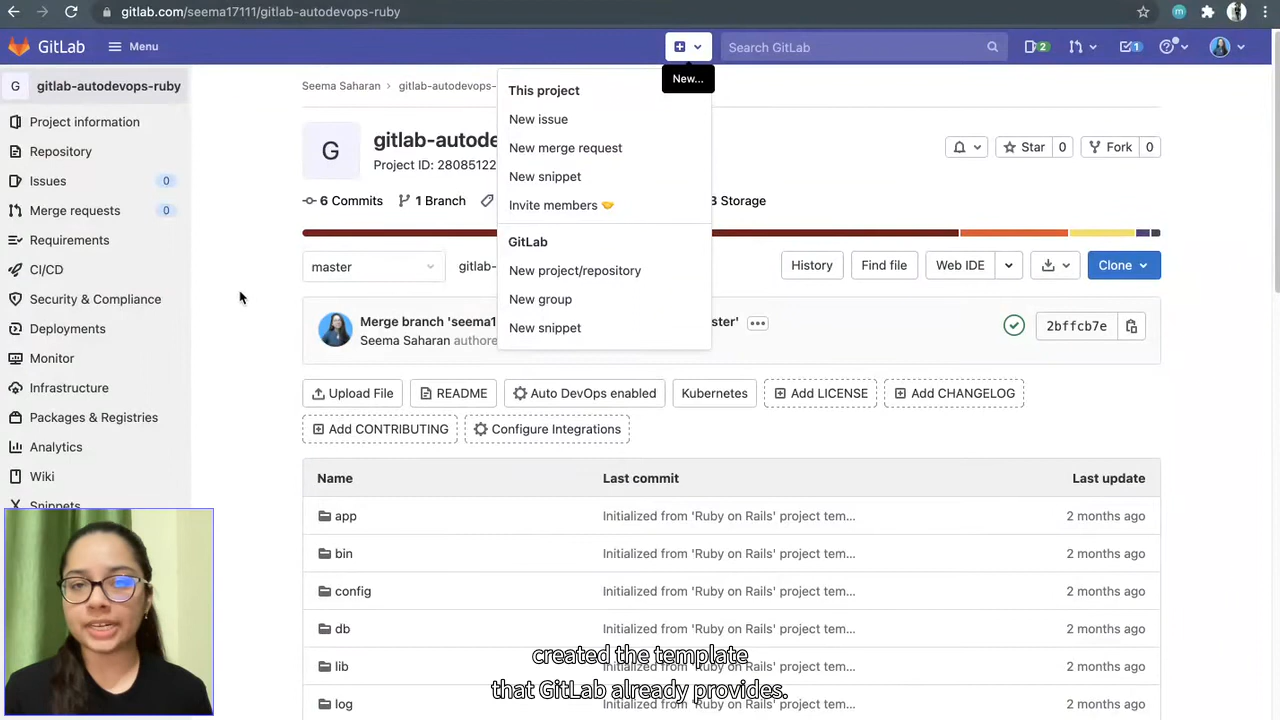 gitlab.com/seema17111/gitlab-autodevops-ruby
m
GitLab
Menu
Search GitLab
2
1
New...
G
gitlab-autodevops-ruby
Project information
Repository
Issues 0
Merge requests 0
Requirements
CI/CD
Security & Compliance
Deployments
Monitor
Infrastructure
Packages & Registries
Analytics
Wiki
Snippets
Seema Saharan
gitlab-autodevops-
G
gitlab-autode
Project ID: 28085122
6 Commits
1 Branch
Storage
Star 0
Fork 0
This project
New issue
New merge request
New snippet
Invite members
GitLab
New project/repository
New group
New snippet
master
gitlab-
History
Find file
Web IDE
Clone
Merge branch 'seema1
ster'
Seema Saharan authore
2bffcb7e
Upload File
README
Auto DevOps enabled
Kubernetes
Add LICENSE
Add CHANGELOG
Add CONTRIBUTING
Configure Integrations
Name Last commit Last update
app Initialized from 'Ruby on Rails' project tem... 2 months ago
bin Initialized from 'Ruby on Rails' project tem... 2 months ago
config Initialized from 'Ruby on Rails' project tem... 2 months ago
db Initialized from 'Ruby on Rails' project tem... 2 months ago
lib Initialized from 'Ruby on Rails' project tem... 2 months ago
log Initialized from 'Ruby on Rails' project tem... 2 months ago
created the template
that GitLab already provides.